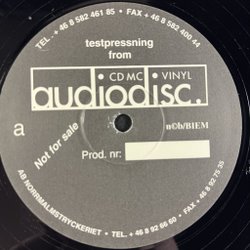 TEL. +46 8 582 461 85 • FAX +46 8 582 400 44
testpressning
from
CD MC VINYL
audiodisc.
a
Not for sale
n©b/BIEM
Prod. nr:
AB NORRMALMSTRYCKERIET • TEL. +46 8 92 66 60 • FAX +46 8 92 75 35